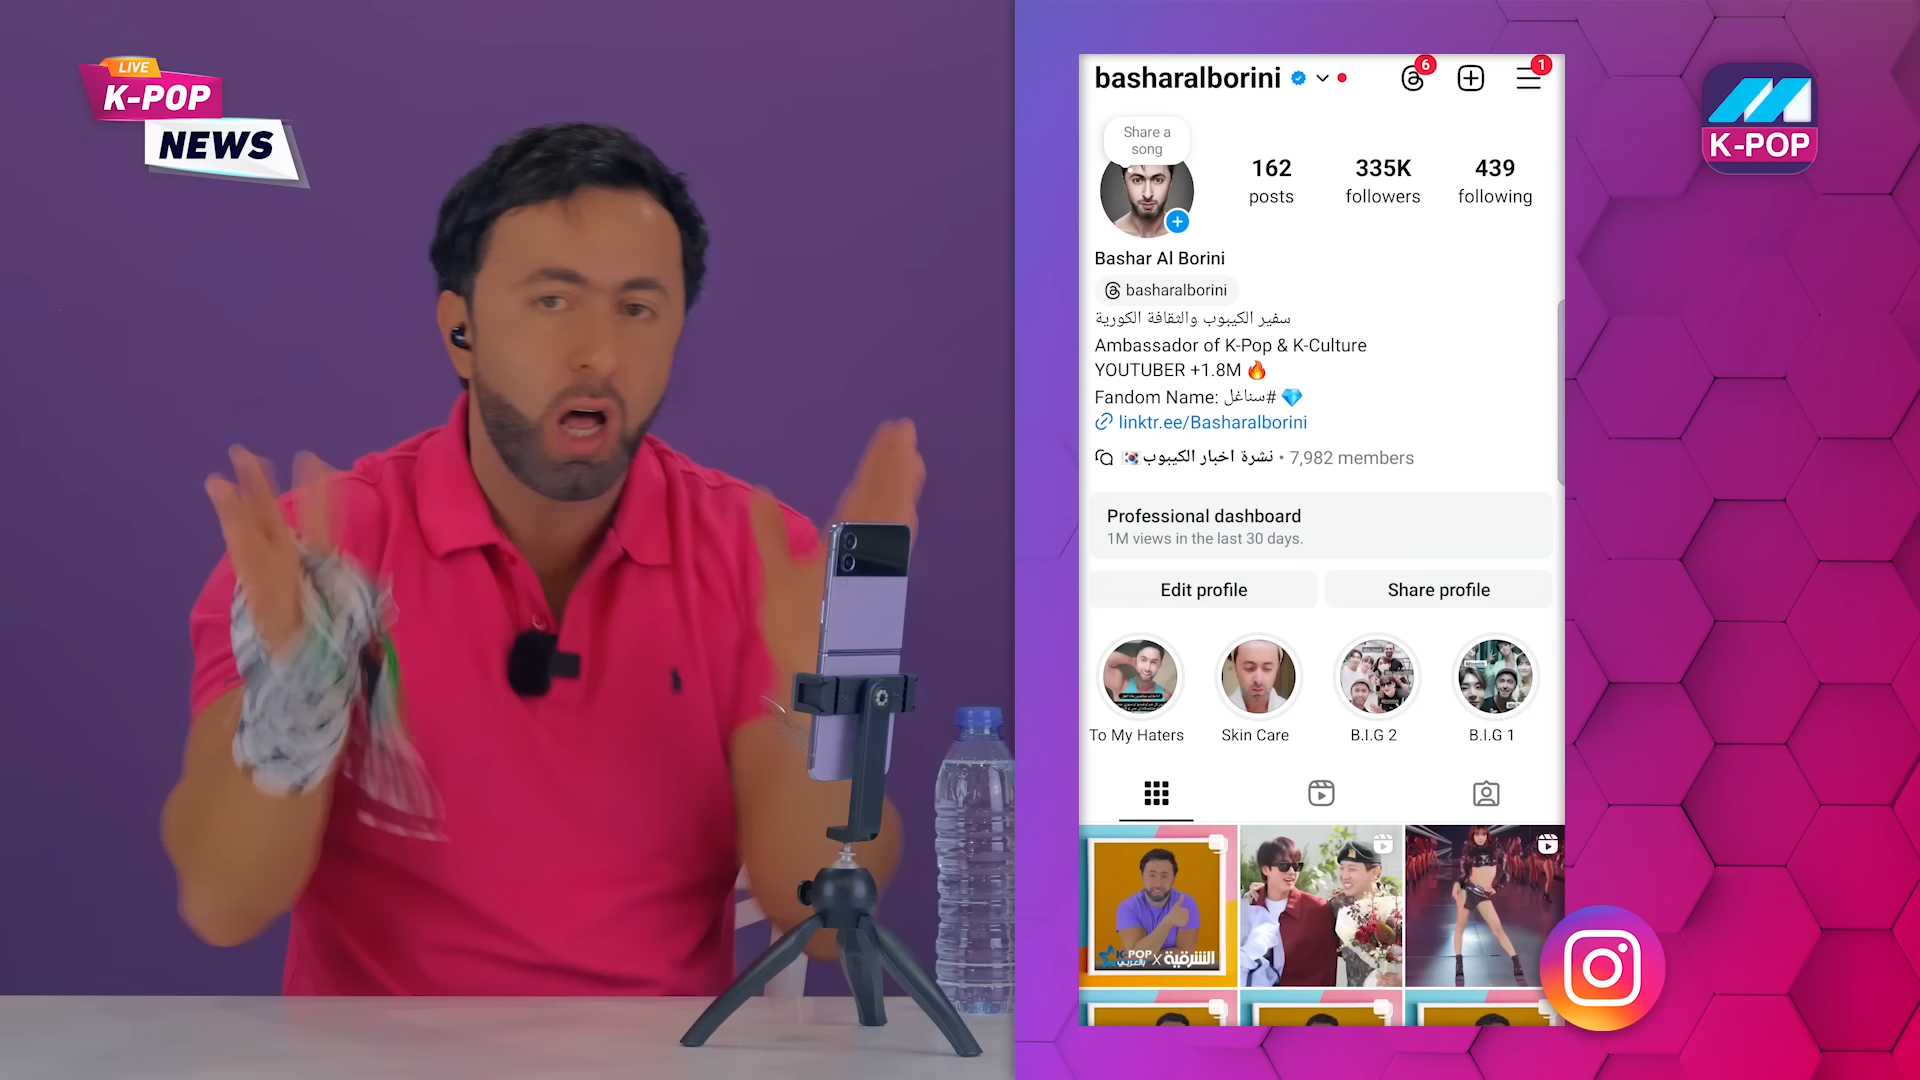 LIVE
K-POP
NEWS
basharalborini
6
1
Share a
song
162
posts
335K
followers
439
following
Bashar Al Borini
basharalborini
سفير الكيبوب والثقافة الكورية
Ambassador of K-Pop & K-Culture
YOUTUBER +1.8M 🔥
Fandom Name: #سناغل 💎
linktr.ee/Basharalborini
نشرة اخبار الكيبوب🇰🇷 • 7,982 members
Professional dashboard
1M views in the last 30 days.
Edit profile
Share profile
To My Haters
Skin Care
B.I.G 2
B.I.G 1
K-POP
بالعربي
X
الشرقية
K-POP